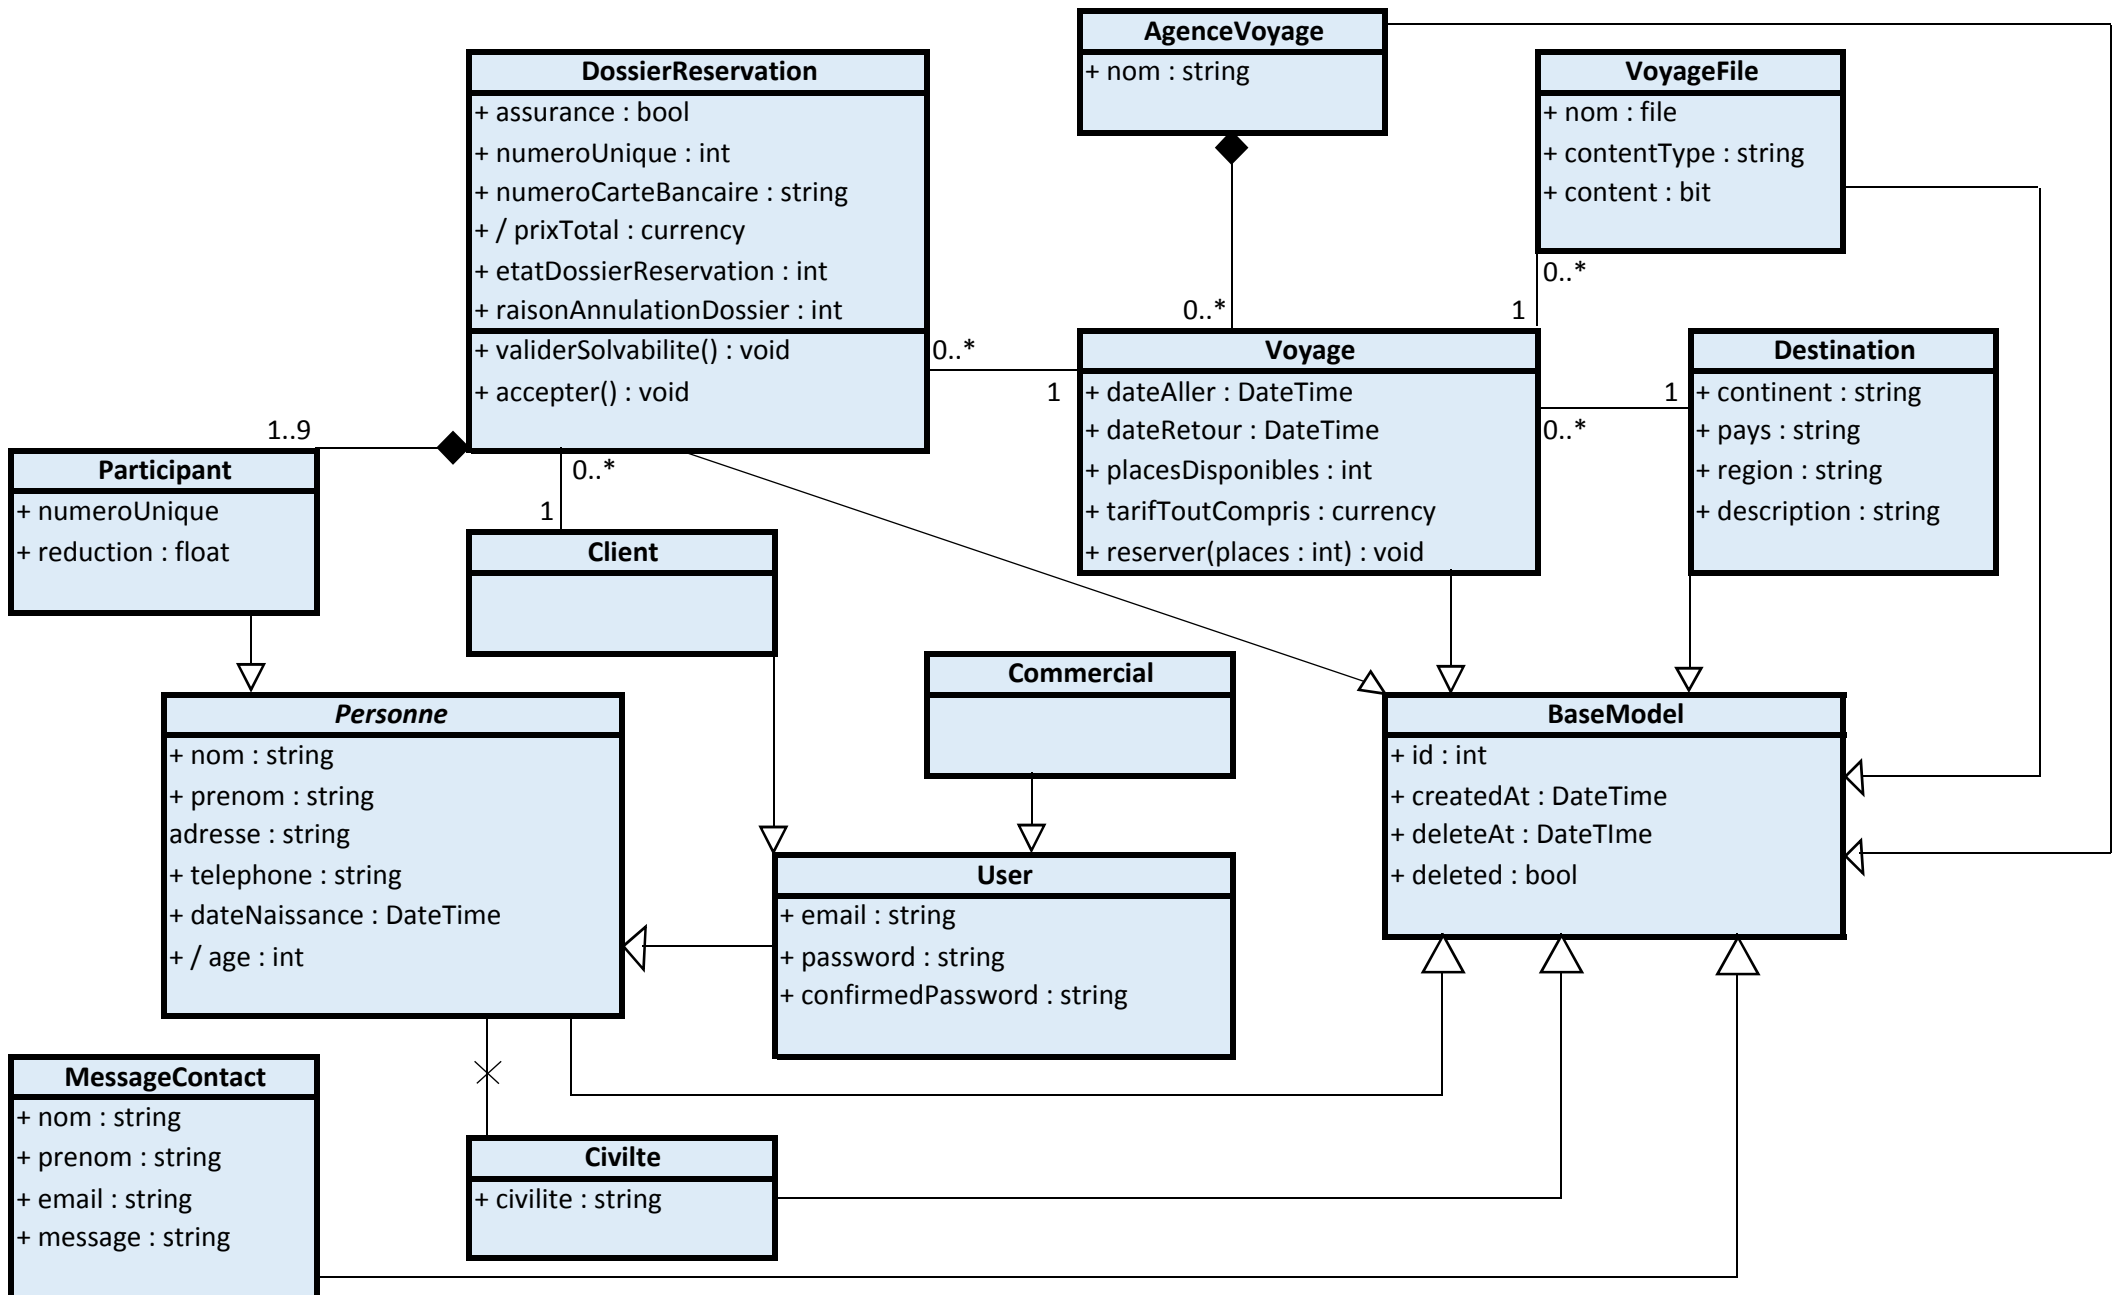 AgenceVoyage
+ nom : string
DossierReservation
+ assurance : bool
+ numeroUnique : int
+ numeroCarteBancaire : string
+ / prixTotal : currency
+ etatDossierReservation : int
+ raisonAnnulationDossier : int
+ validerSolvabilite() : void
+ accepter() : void
VoyageFile
+ nom : file
+ contentType : string
+ content : bit
0..*
1
0..*
0..*
1
Voyage
+ dateAller : DateTime
+ dateRetour : DateTime
+ placesDisponibles : int
+ tarifToutCompris : currency
+ reserver(places : int) : void
1
0..*
Destination
+ continent : string
+ pays : string
+ region : string
+ description : string
1..9
Participant
+ numeroUnique
+ reduction : float
0..*
1
Client
Commercial
Personne
+ nom : string
+ prenom : string
adresse : string
+ telephone : string
+ dateNaissance : DateTime
+ / age : int
BaseModel
+ id : int
+ createdAt : DateTime
+ deleteAt : DateTIme
+ deleted : bool
User
+ email : string
+ password : string
+ confirmedPassword : string
MessageContact
+ nom : string
+ prenom : string
+ email : string
+ message : string
Civilte
+ civilite : string